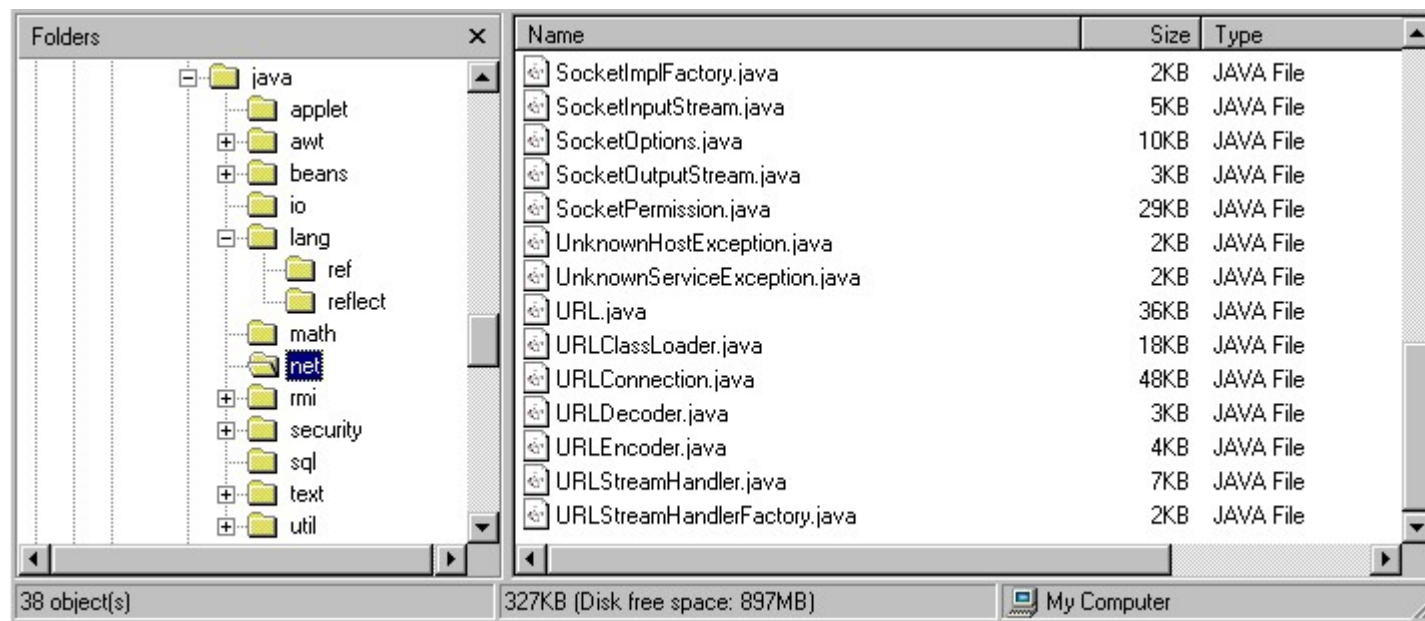 Folders
java
applet
awt
beans
io
lang
ref
reflect
math
net
rmi
security
sql
text
util
Name Size Type
SocketImplFactory.java 2KB JAVA File
SocketInputStream.java 5KB JAVA File
SocketOptions.java 10KB JAVA File
SocketOutputStream.java 3KB JAVA File
SocketPermission.java 29KB JAVA File
UnknownHostException.java 2KB JAVA File
UnknownServiceException.java 2KB JAVA File
URL.java 36KB JAVA File
URLClassLoader.java 18KB JAVA File
URLConnection.java 48KB JAVA File
URLDecoder.java 3KB JAVA File
URLEncoder.java 4KB JAVA File
URLStreamHandler.java 7KB JAVA File
URLStreamHandlerFactory.java 2KB JAVA File
38 object(s) 327KB (Disk free space: 897MB) My Computer